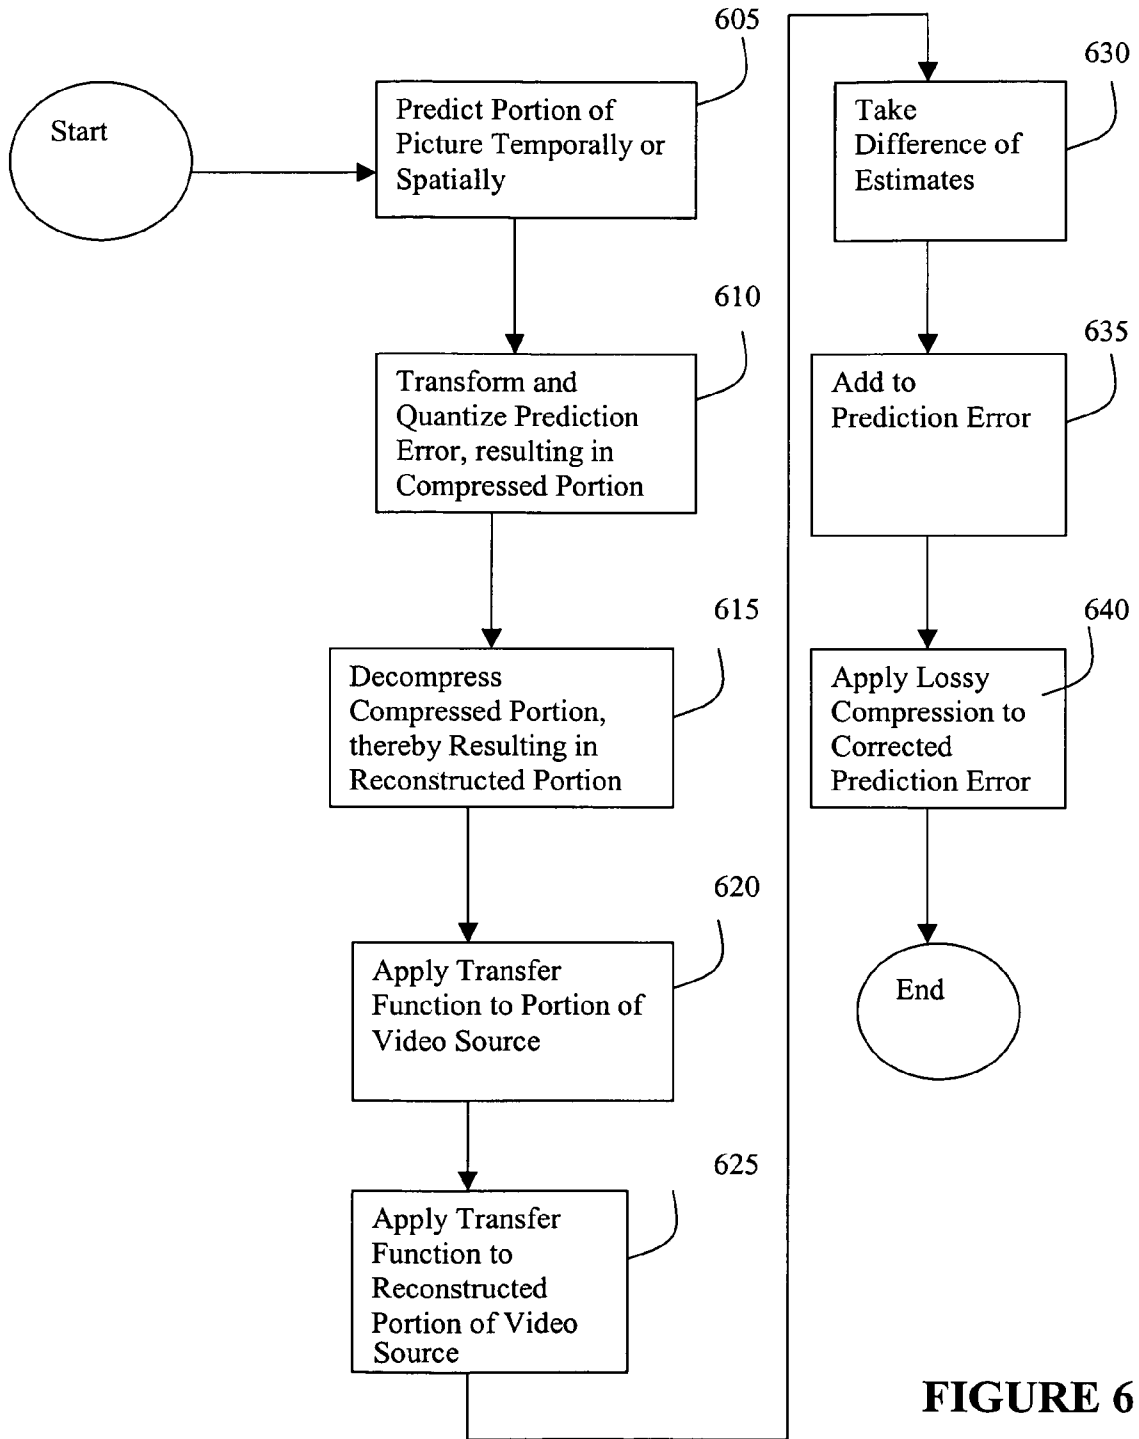 Start
605
Predict Portion of
Picture Temporally or
Spatially
610
Transform and
Quantize Prediction
Error, resulting in
Compressed Portion
615
Decompress
Compressed Portion,
thereby Resulting in
Reconstructed Portion
620
Apply Transfer
Function to Portion of
Video Source
625
Apply Transfer
Function to
Reconstructed
Portion of Video
Source
630
Take
Difference of
Estimates
635
Add to
Prediction Error
640
Apply Lossy
Compression to
Corrected
Prediction Error
End
FIGURE 6